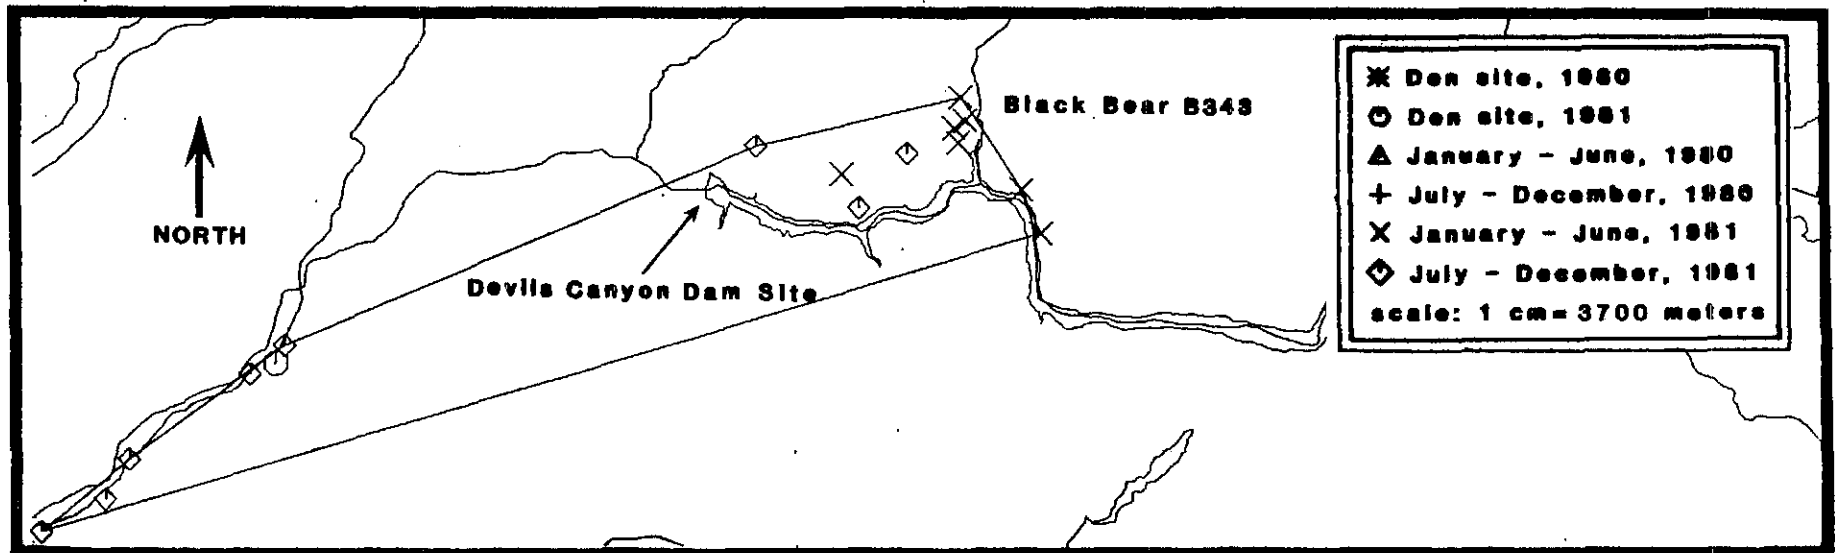 Black Bear B343
NORTH
Devils Canyon Dam Site
Den site, 1980
Den site, 1981
January - June, 1980
July - December, 1980
January - June, 1981
July - December, 1981
scale: 1 cm = 3700 meters